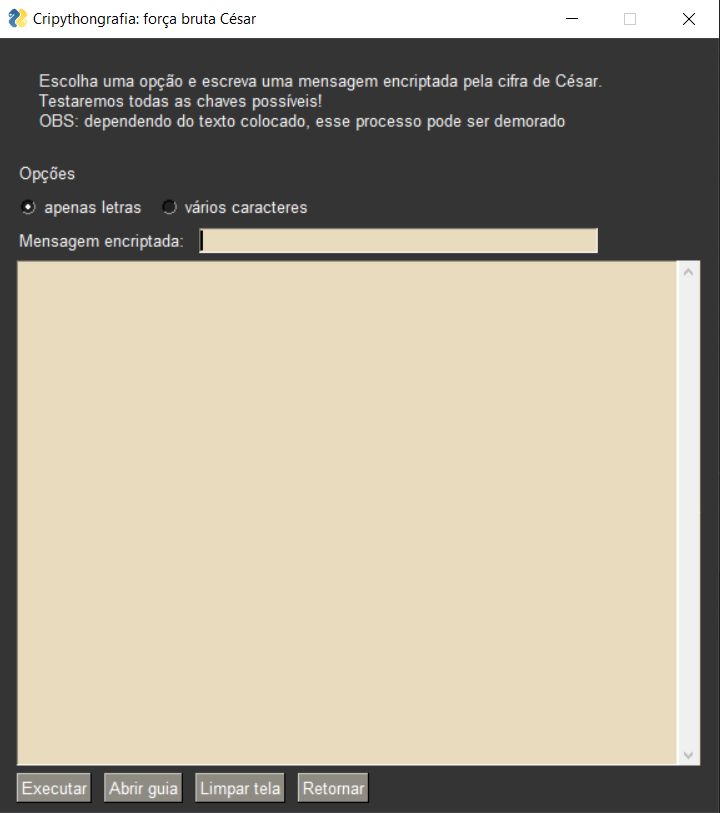 Cripythongrafia: força bruta César
Escolha uma opção e escreva uma mensagem encriptada pela cifra de César.
Testaremos todas as chaves possíveis!
OBS: dependendo do texto colocado, esse processo pode ser demorado
Opções
apenas letras vários caracteres
Mensagem encriptada:
Executar Abrir guia Limpar tela Retornar